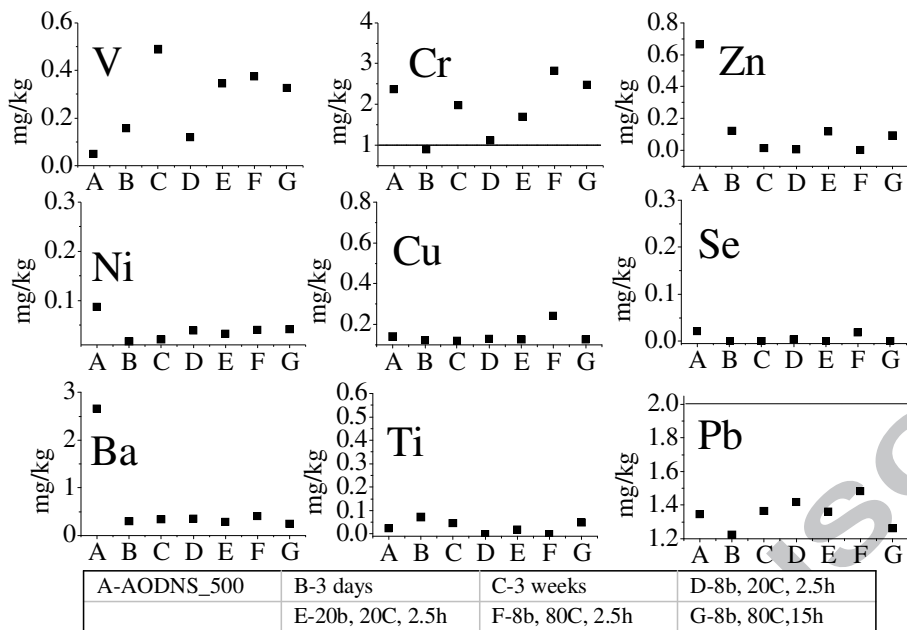 mg/kg
0.6
0.4
0.2
0.0
V
A B C D E F G
mg/kg
4
3
2
1
Cr
A B C D E F G
mg/kg
0.8
0.6
0.4
0.2
0.0
Zn
A B C D E F G
mg/kg
0.3
0.2
0.1
Ni
A B C D E F G
mg/kg
0.8
0.6
0.4
0.2
Cu
A B C D E F G
mg/kg
0.3
0.2
0.1
0.0
Se
A B C D E F G
mg/kg
3
2
1
0
Ba
A B C D E F G
mg/kg
0.6
0.5
0.4
0.3
0.2
0.1
0.0
Ti
A B C D E F G
mg/kg
2.0
1.8
1.6
1.4
1.2
Pb
A B C D E F G
A-AODNS_500 B-3 days C-3 weeks D-8b, 20C, 2.5h
E-20b, 20C, 2.5h F-8b, 80C, 2.5h G-8b, 80C,15h